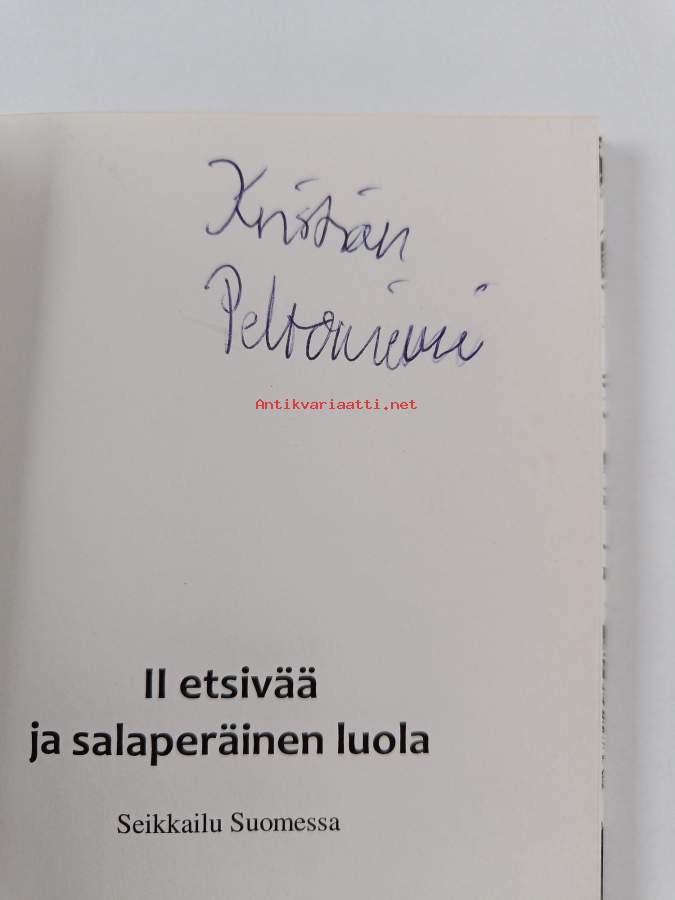 Kristian
Peltoniemi
Antikvariaatti.net
II etsivää
ja salaperäinen luola
Seikkailu Suomessa